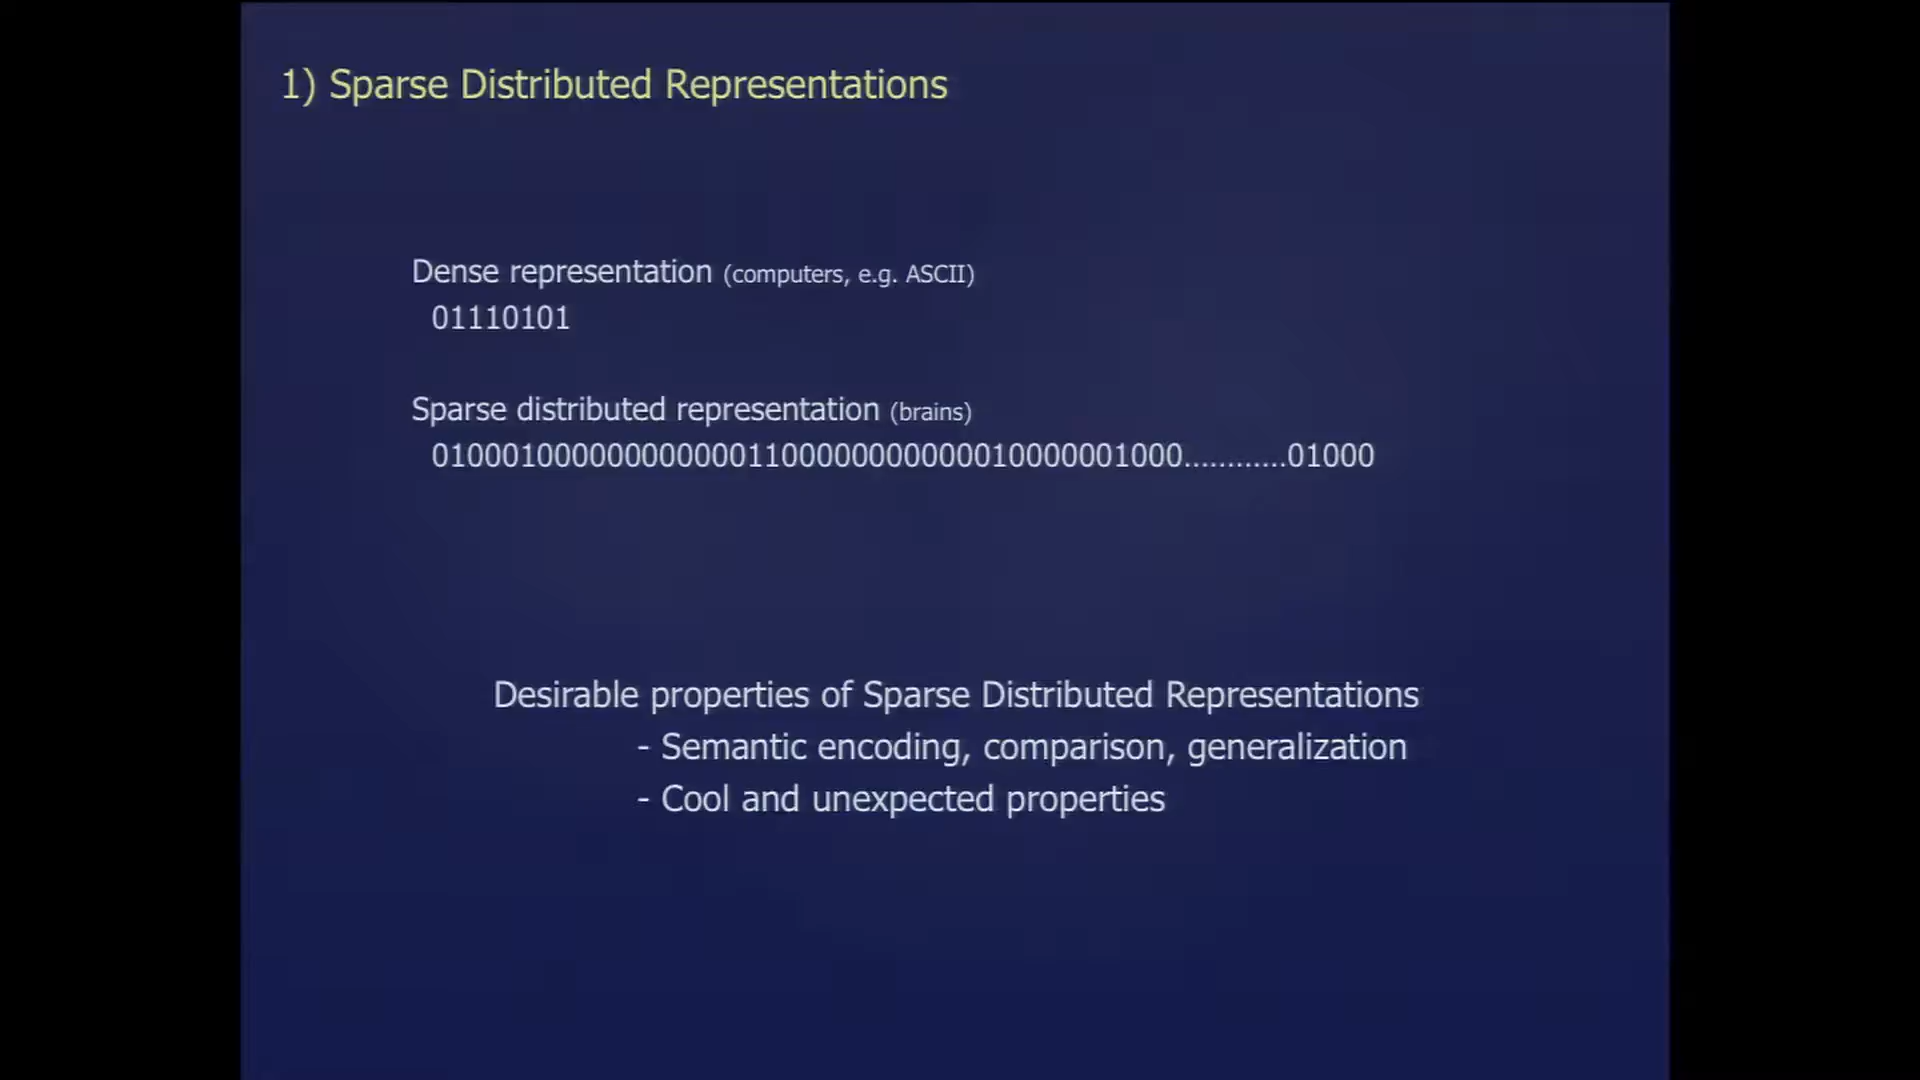 1) Sparse Distributed Representations
Dense representation (computers, e.g. ASCII)
01110101
Sparse distributed representation (brains)
0100010000000000001100000000000010000001000............01000
Desirable properties of Sparse Distributed Representations
- Semantic encoding, comparison, generalization
- Cool and unexpected properties